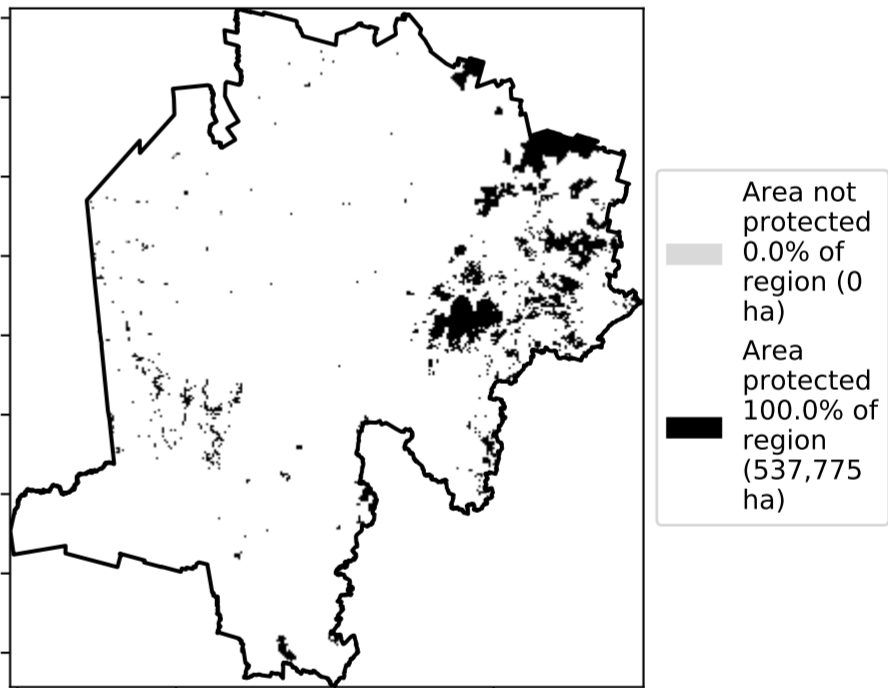 Area not
protected
0.0% of
region (0
ha)
Area
protected
100.0% of
region
(537,775
ha)